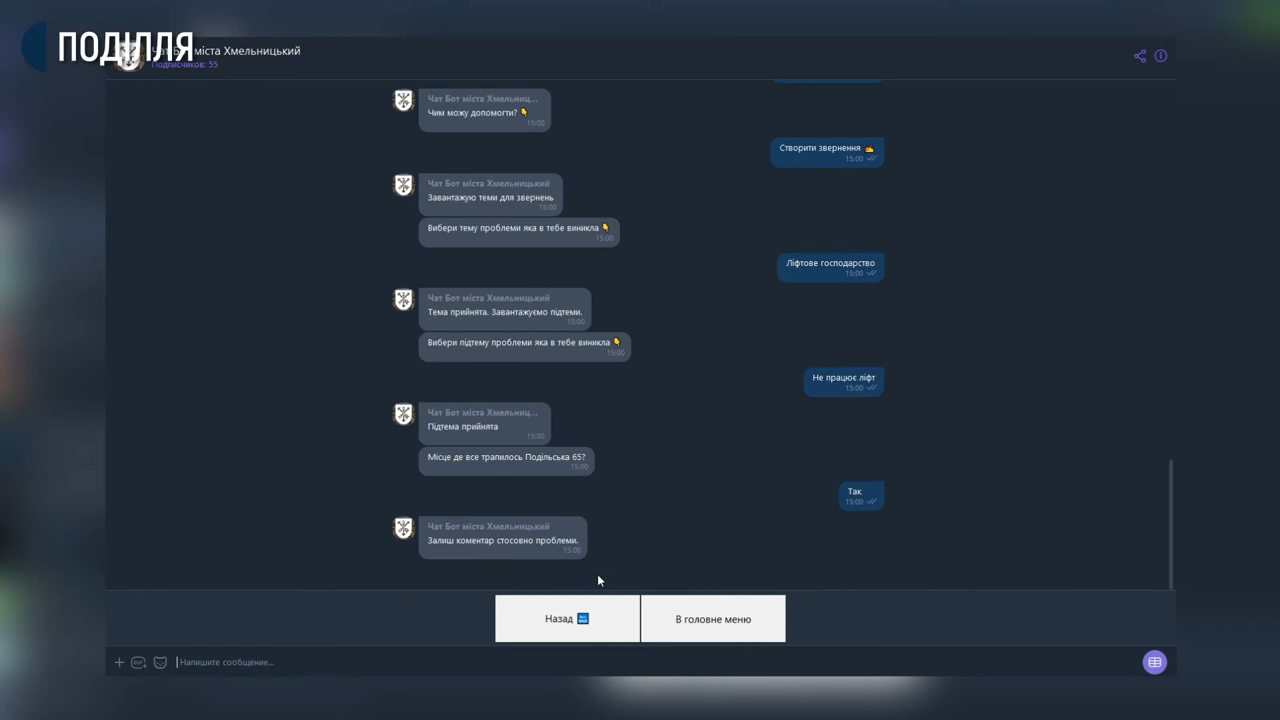 ПОДІЛЛЯ
Чат Бот міста Хмельницький
Подписчиков: 55
Чат Бот міста Хмельниц...
Чим можу допомогти? 👇
15:00
Створити звернення ✍
15:00
Чат Бот міста Хмельницький
Завантажую теми для звернень
15:00
Вибери тему проблеми яка в тебе виникла 👇
15:00
Ліфтове господарство
15:00
Чат Бот міста Хмельницький
Тема прийнята. Завантажуємо підтеми.
15:00
Вибери підтему проблеми яка в тебе виникла 👇
15:00
Не працює ліфт
15:00
Чат Бот міста Хмельниц...
Підтема прийнята
15:00
Місце де все трапилось Подільська 65?
15:00
Так
15:00
Чат Бот міста Хмельницький
Залиш коментар стосовно проблеми.
15:00
Назад
В головне меню
GIF
Напишите сообщение...